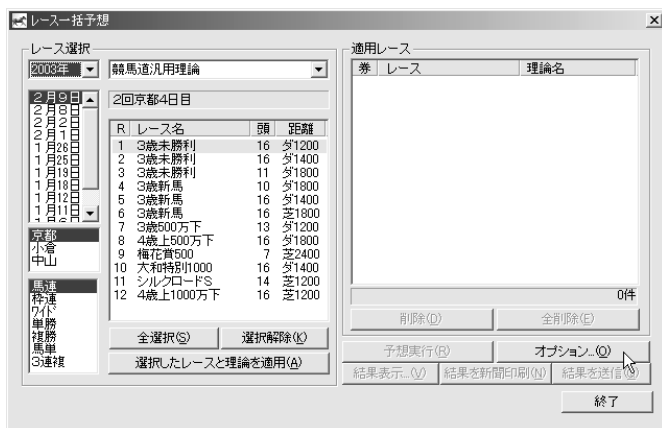 レース一括予想
レース選択
2003年
競馬道汎用理論
2月9日
2月8日
2月2日
2月1日
1月26日
1月25日
1月19日
1月18日
1月12日
1月11日
2回京都4日目
R レース名 頭 距離
1 3歳未勝利 16 ダ1200
2 3歳未勝利 16 ダ1400
3 3歳未勝利 11 ダ1800
4 3歳新馬 10 ダ1800
5 3歳新馬 16 ダ1400
6 3歳新馬 16 芝1800
7 3歳500万下 13 ダ1200
8 4歳上500万下 16 ダ1800
9 梅花賞500 7 芝2400
10 大和特別1000 16 ダ1400
11 シルクロードS 14 芝1200
12 4歳上1000万下 16 芝1200
京都
小倉
中山
馬連
枠連
ワイド
単勝
複勝
馬単
3連複
全選択(S)
選択解除(K)
選択したレースと理論を適用(A)
適用レース
券 レース 理論名
0件
削除(D)
全削除(E)
予想実行(R)
オプション...(O)
結果表示...(V)
結果を新聞印刷(N)
結果を送信
終了